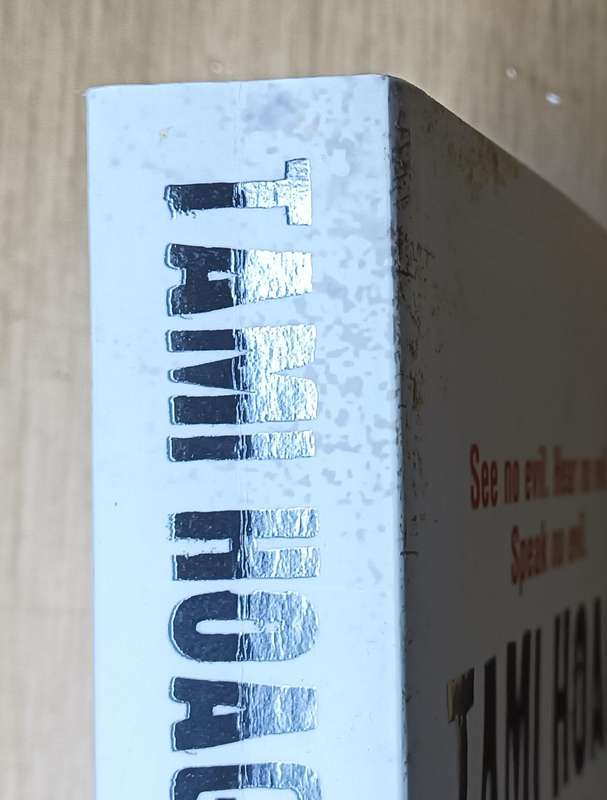 TAMI HOAG
See no evil. Hear no
Speak no evil.
TAMI HOA